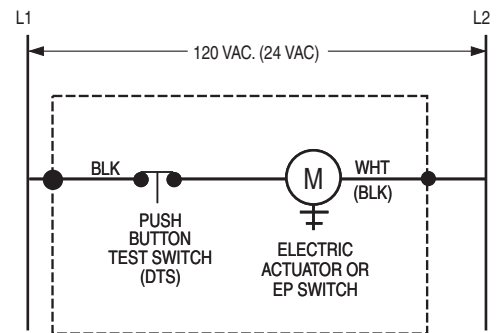 L1
L2
120 VAC. (24 VAC)
BLK
M
WHT
(BLK)
PUSH
BUTTON
TEST SWITCH
(DTS)
ELECTRIC
ACTUATOR OR
EP SWITCH